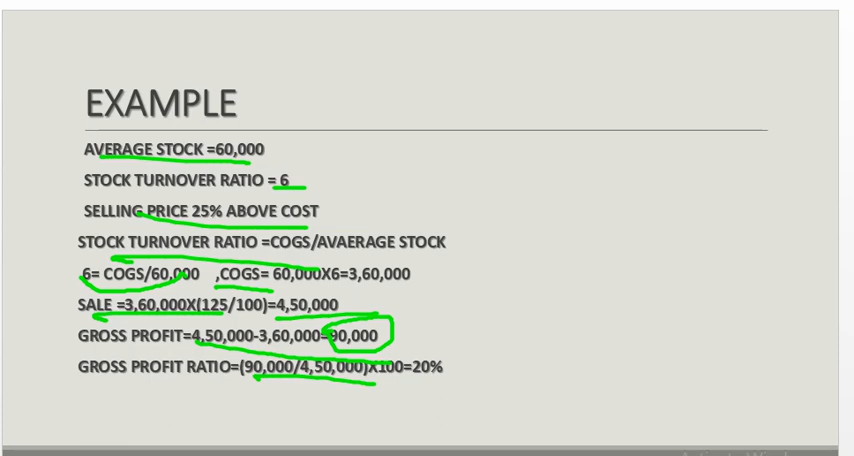 EXAMPLE
AVERAGE STOCK =60,000
STOCK TURNOVER RATIO = 6
SELLING PRICE 25% ABOVE COST
STOCK TURNOVER RATIO =COGS/AVAERAGE STOCK
6= COGS/60,000 ,COGS= 60,000X6=3,60,000
SALE =3,60,000X(125/100)=4,50,000
GROSS PROFIT=4,50,000-3,60,000=90,000
GROSS PROFIT RATIO=(90,000/4,50,000)X100=20%